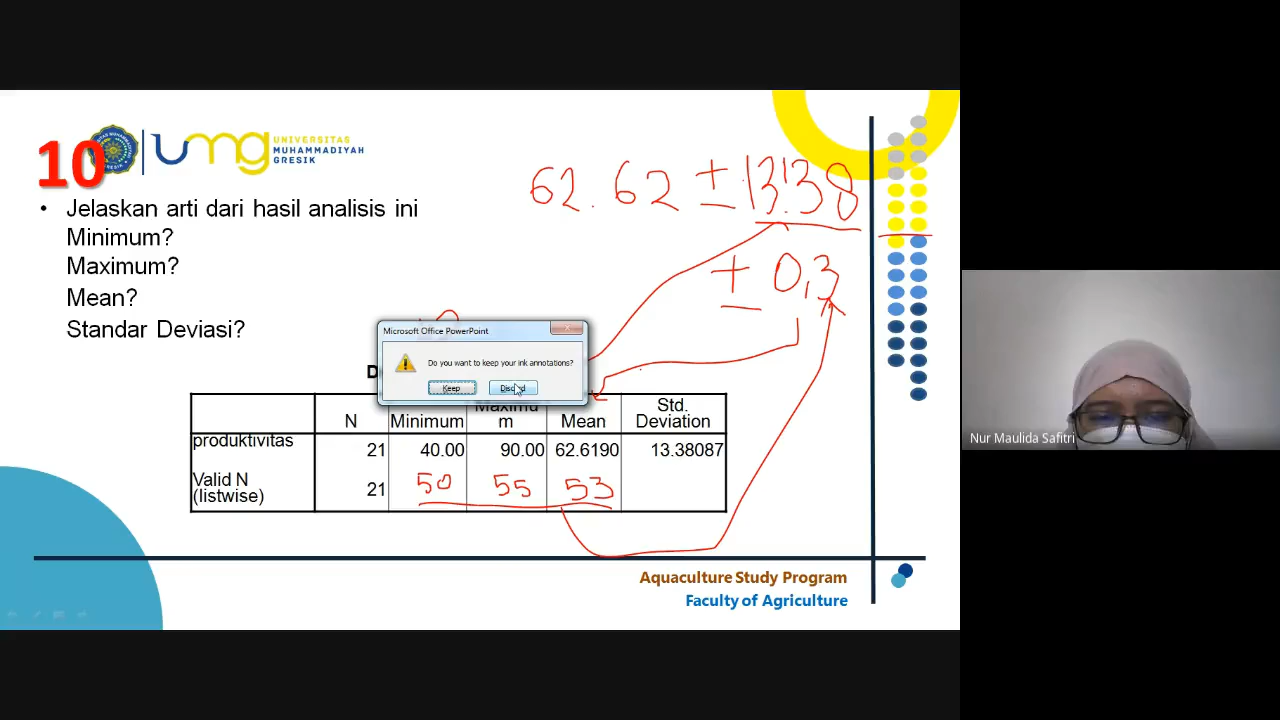 10
umg UNIVERSITAS
MUHAMMADIYAH
GRESIK
62.62 ± 13.38
± 0,3
• Jelaskan arti dari hasil analisis ini
Minimum?
Maximum?
Mean?
Standar Deviasi?
Microsoft Office PowerPoint
Do you want to keep your ink annotations?
Keep
D
N Minimum Maximu
m Mean Std.
Deviation
produktivitas 21 40.00 90.00 62.6190 13.38087
Valid N
(listwise) 21 50 55 53
Aquaculture Study Program
Faculty of Agriculture
Nur Maulida Safitri